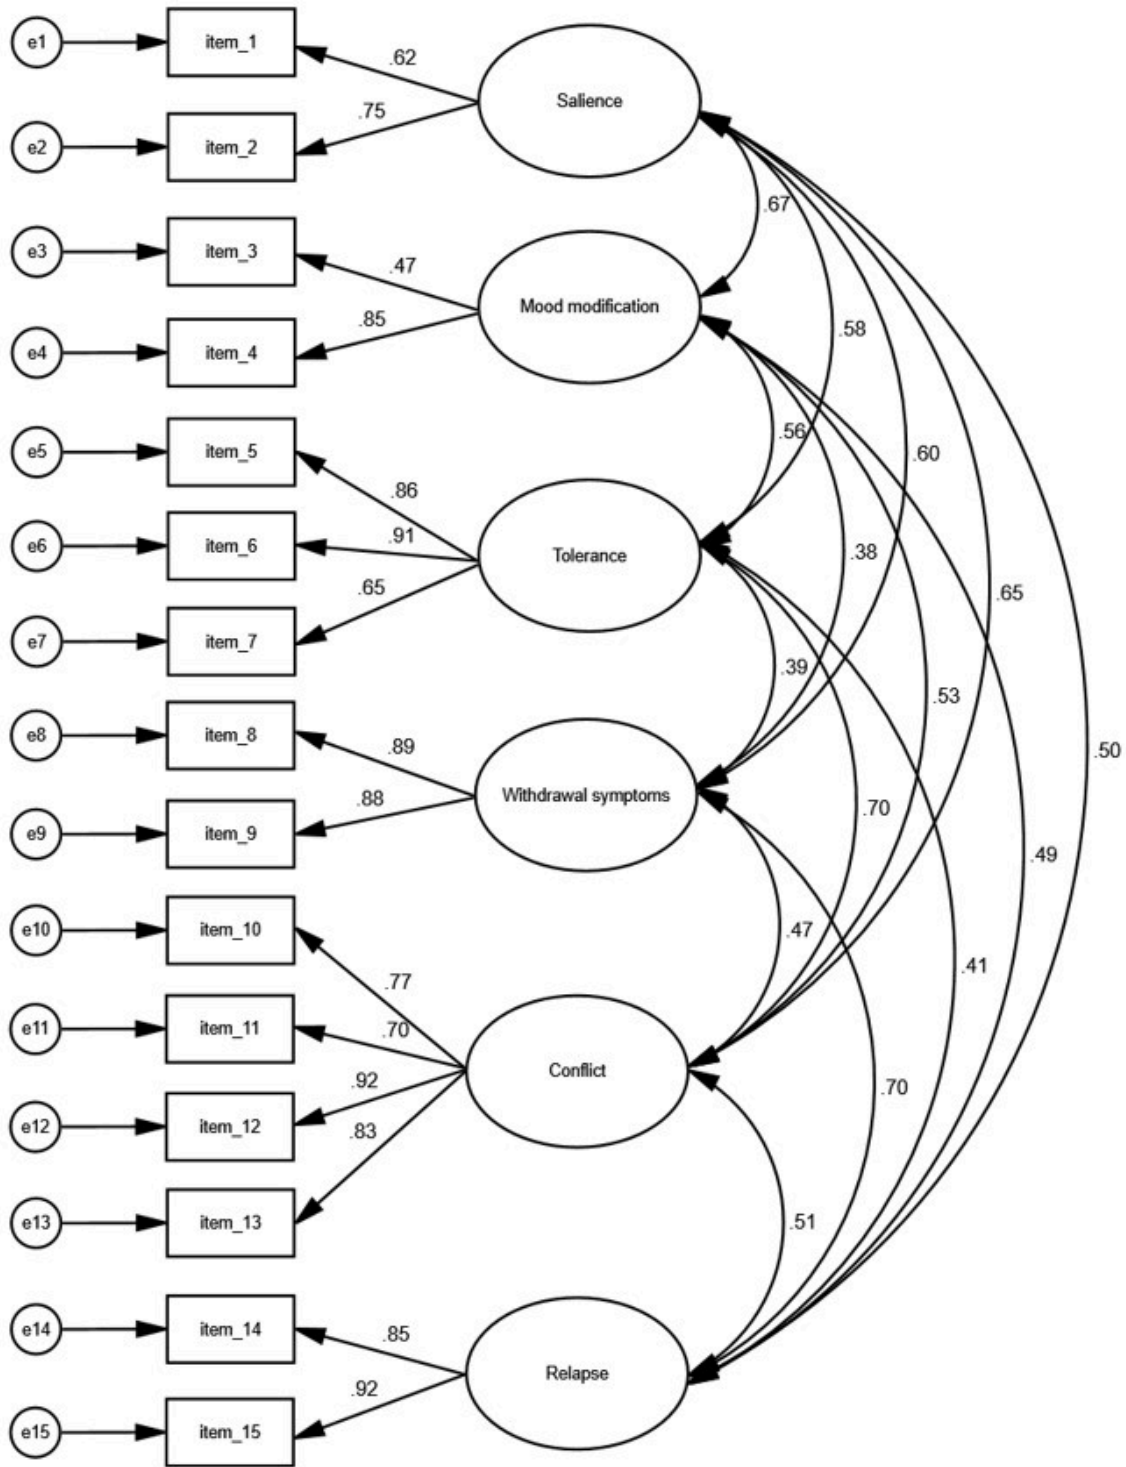 e1
item_1
.62
Salience
.75
e2
item_2
.67
e3
item_3
.47
Mood modification
.85
.58
e4
item_4
.56
e5
item_5
.60
.86
e6
item_6
.91
Tolerance
.38
.65
.65
e7
item_7
.39
.53
e8
item_8
.89
Withdrawal symptoms
.88
.50
e9
item_9
.70
.49
e10
item_10
.47
.77
.41
e11
item_11
.70
Conflict
.92
.70
e12
item_12
.83
e13
item_13
.51
e14
item_14
.85
Relapse
.92
e15
item_15